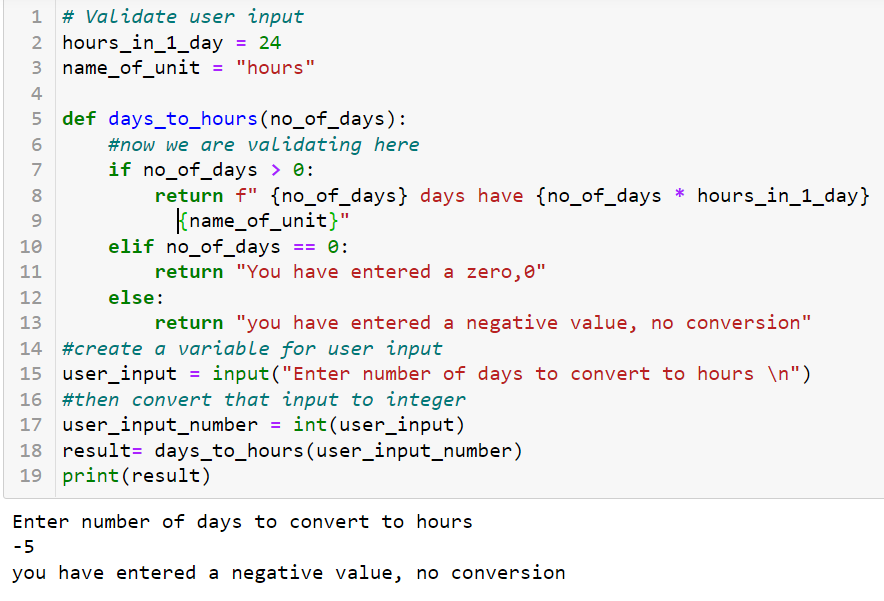 1 # Validate user input
2 hours_in_1_day = 24
3 name_of_unit = "hours"
4
5 def days_to_hours(no_of_days):
6     #now we are validating here
7     if no_of_days > 0:
8         return f" {no_of_days} days have {no_of_days * hours_in_1_day}
9           {name_of_unit}"
10     elif no_of_days == 0:
11         return "You have entered a zero,0"
12     else:
13         return "you have entered a negative value, no conversion"
14 #create a variable for user input
15 user_input = input("Enter number of days to convert to hours \n")
16 #then convert that input to integer
17 user_input_number = int(user_input)
18 result= days_to_hours(user_input_number)
19 print(result)
Enter number of days to convert to hours
-5
you have entered a negative value, no conversion